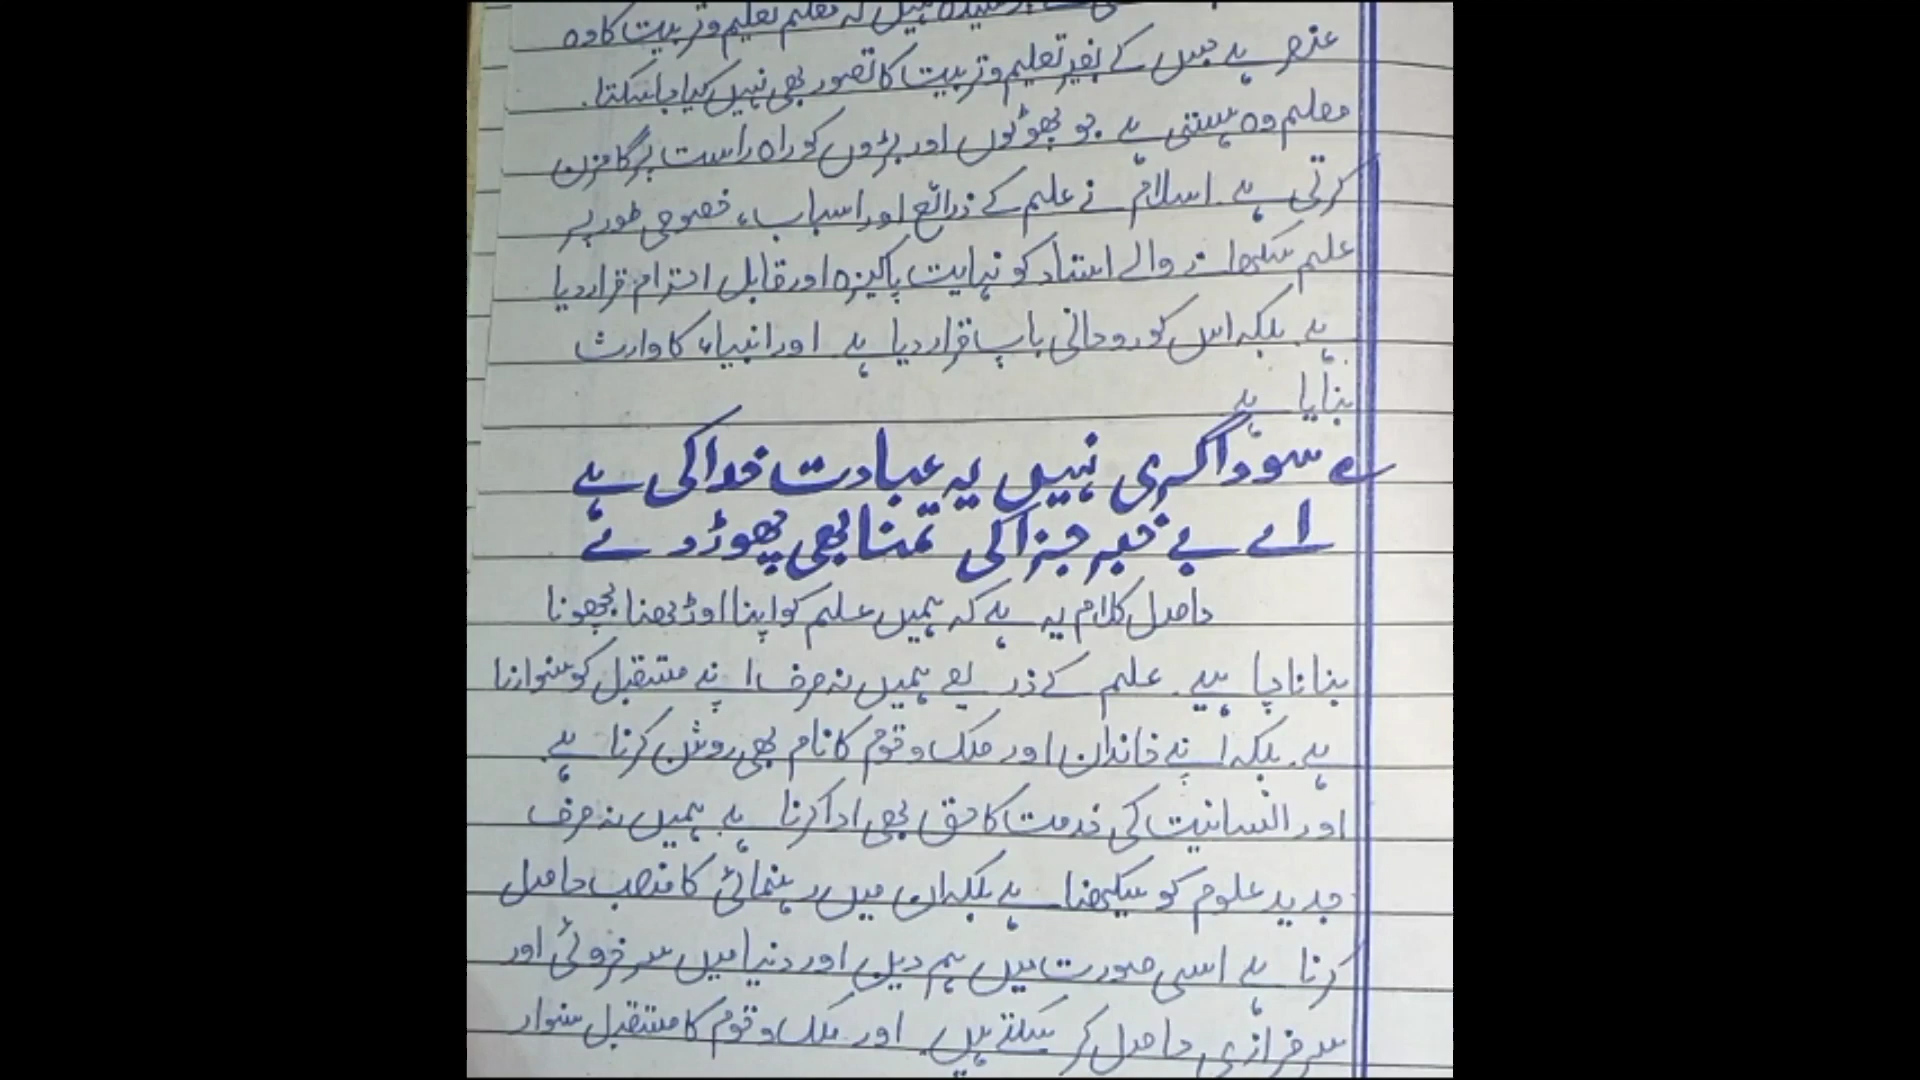 کہ معلم تعلیم و تربیت کا وہ
عنصر ہے جس کے بغیر تعلیم و تربیت کا تصور بھی نہیں کیا جا سکتا۔
معلم وہ ہستی ہے جو چھوٹوں اور بڑوں کو راہ راست پر گامزن
کرتی ہے۔ اسلام نے علم کے ذرائع اور اسباب، خصوصی طور پر
علم سکھانے والے استاد کو نہایت پاکیزہ اور قابل احترام قرار دیا
ہے۔ بلکہ اس کو روحانی باپ قرار دیا ہے۔ اور انبیاء کا وارث
بنایا ہے
؎ سوداگری نہیں یہ عبادت خدا کی ہے
اے بے خبر جزا کی تمنا بھی چھوڑ دے
حاصل کلام یہ ہے کہ ہمیں علم کو اپنا اوڑھنا بچھونا
بنانا چاہیے۔ علم کے ذریعے ہمیں نہ صرف اپنے مستقبل کو سنوارنا
ہے۔ بلکہ اپنے خاندان اور ملک و قوم کا نام بھی روشن کرنا ہے۔
اور انسانیت کی خدمت کا حق بھی ادا کرنا ہے۔ ہمیں نہ صرف
جدید علوم کو سیکھنا ہے بلکہ ان میں رہنمائی کا منصب حاصل
کرنا ہے اسی صورت میں ہم دین اور دنیا میں سرفروئی اور
سرفرازی حاصل کر سکتے ہیں۔ اور ملک و قوم کا مستقبل سنوار